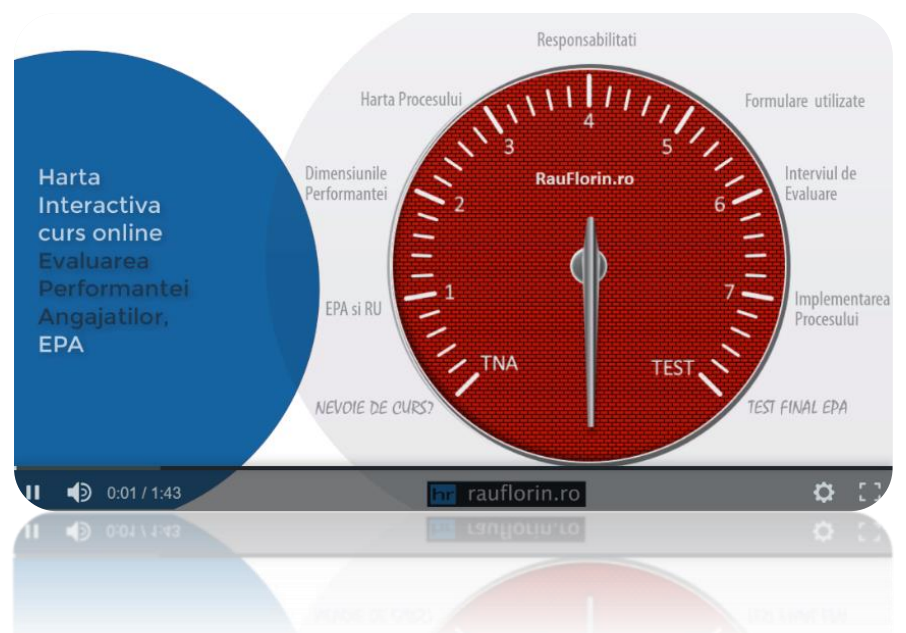 Harta
Interactiva
curs online
Evaluarea
Performantei
Angajatilor,
EPA
Responsabilitati
Harta Procesului
Formulare utilizate
Dimensiunile
Performantei
Interviul de
Evaluare
EPA si RU
Implementarea
Procesului
NEVOIE DE CURS?
TEST FINAL EPA
RauFlorin.ro
TNA
1
2
3
4
5
6
7
TEST
0:01 / 1:43
hr rauflorin.ro